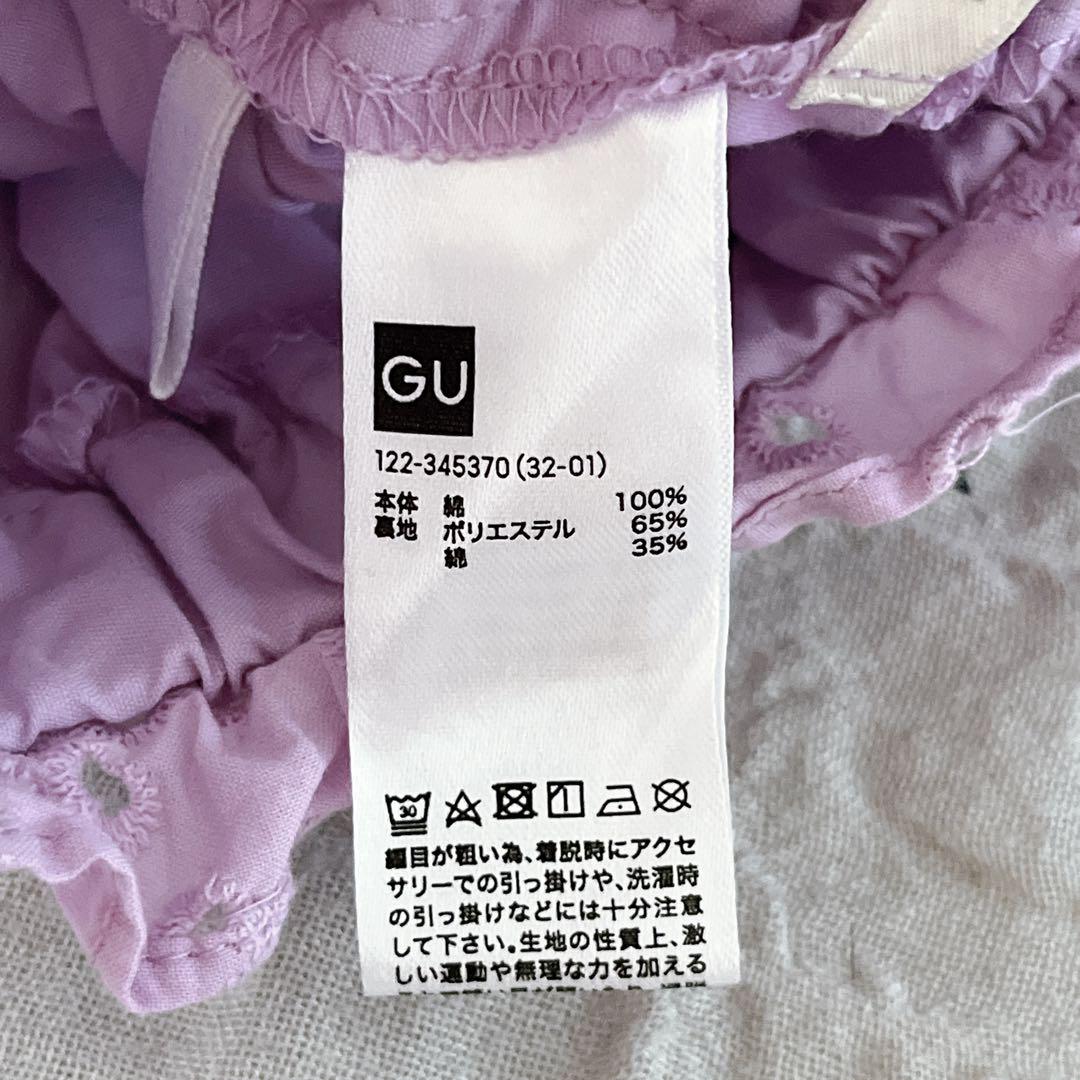 GU
122-345370 (32-01)
本体 綿 100%
裏地 ポリエステル 65%
綿 35%
30
編目が粗い為、着脱時にアクセ
サリーでの引っ掛けや、洗濯時
の引っ掛けなどには十分注意
して下さい。生地の性質上、激
しい運動や無理な力を加える